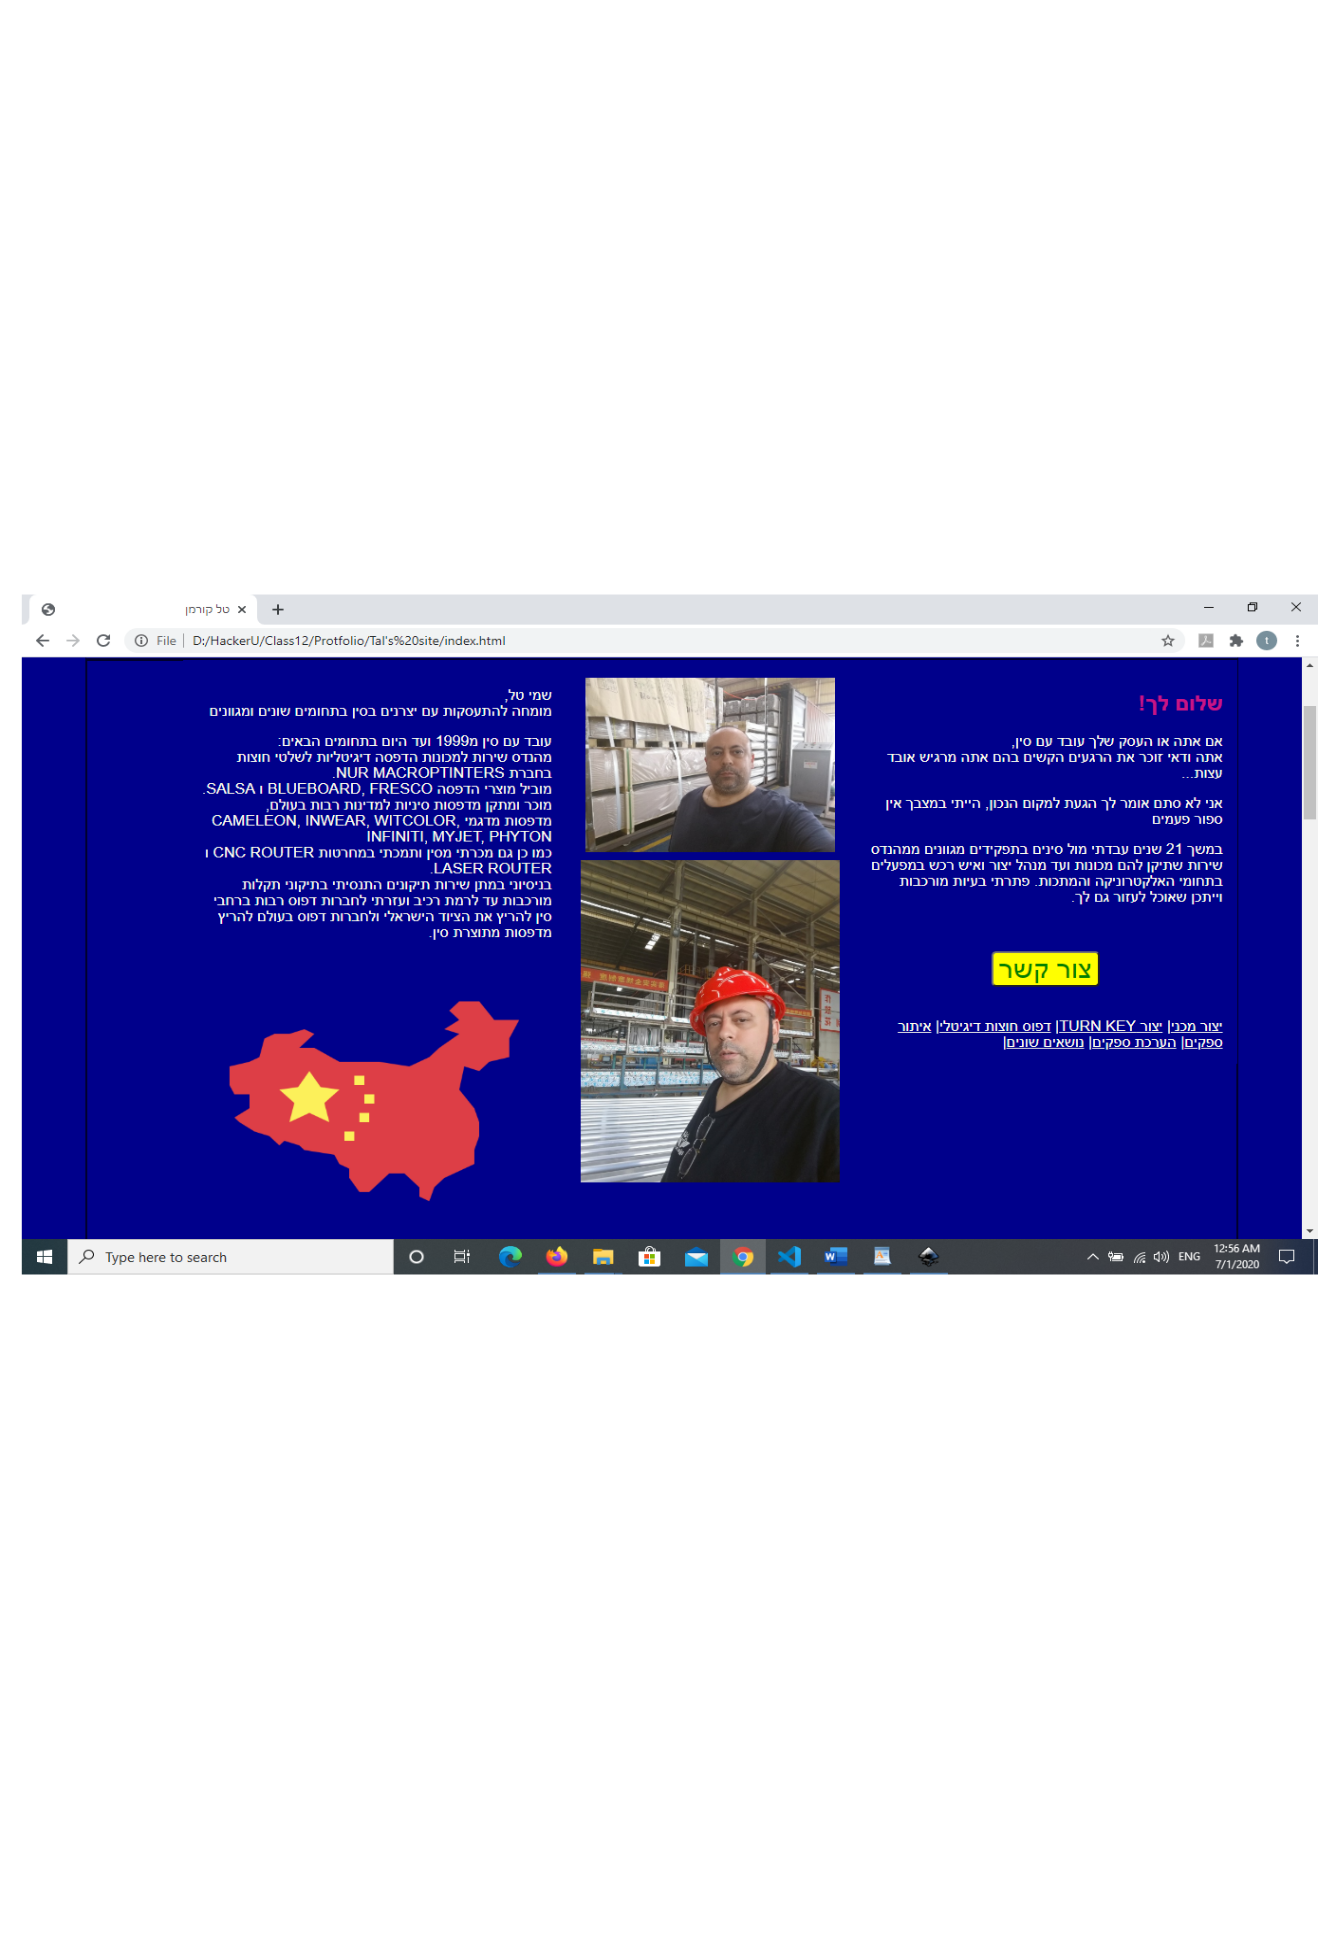 טל קורמן
File
D:/HackerU/Class12/Protfolio/Tal's%20site/index.html
t
שלום לך!
אם אתה או העסק שלך עובד עם סין,
אתה ודאי זוכר את הרגעים הקשים בהם אתה מרגיש אובד
עצות...
אני לא סתם אומר לך הגעת למקום הנכון, הייתי במצבך אין
ספור פעמים
במשך 21 שנים עבדתי מול סינים בתפקידים מגוונים ממהנדס
שירות שתיקן להם מכונות ועד מנהל יצור ואיש רכש במפעלים
בתחומי האלקטרוניקה והמתכות. פתרתי בעיות מורכבות
וייתכן שאוכל לעזור גם לך.
צור קשר
יצור מכני| יצור TURN KEY| דפוס חוצות דיגיטלי| איתור
ספקים| הערכת ספקים| נושאים שונים|
שמי טל,
מומחה להתעסקות עם יצרנים בסין בתחומים שונים ומגוונים
עובד עם סין מ1999 ועד היום בתחומים הבאים:
מהנדס שירות למכונות הדפסה דיגיטליות לשלטי חוצות
בחברת NUR MACROPTINTERS.
מוביל מוצרי הדפסה BLUEBOARD, FRESCO ו SALSA.
מוכר ומתקן מדפסות סיניות למדינות רבות בעולם,
מדפסות מדגמי CAMELEON, INWEAR, WITCOLOR,
INFINITI, MYJET, PHYTON
כמו כן גם מכרתי מסין ותמכתי במחרטות CNC ROUTER ו
LASER ROUTER.
בניסיוני במתן שירות תיקונים התנסיתי בתיקוני תקלות
מורכבות עד לרמת רכיב ועזרתי לחברות דפוס רבות ברחבי
סין להריץ את הציוד הישראלי ולחברות דפוס בעולם להריץ
מדפסות מתוצרת סין.
Type here to search
ENG
12:56 AM
7/1/2020